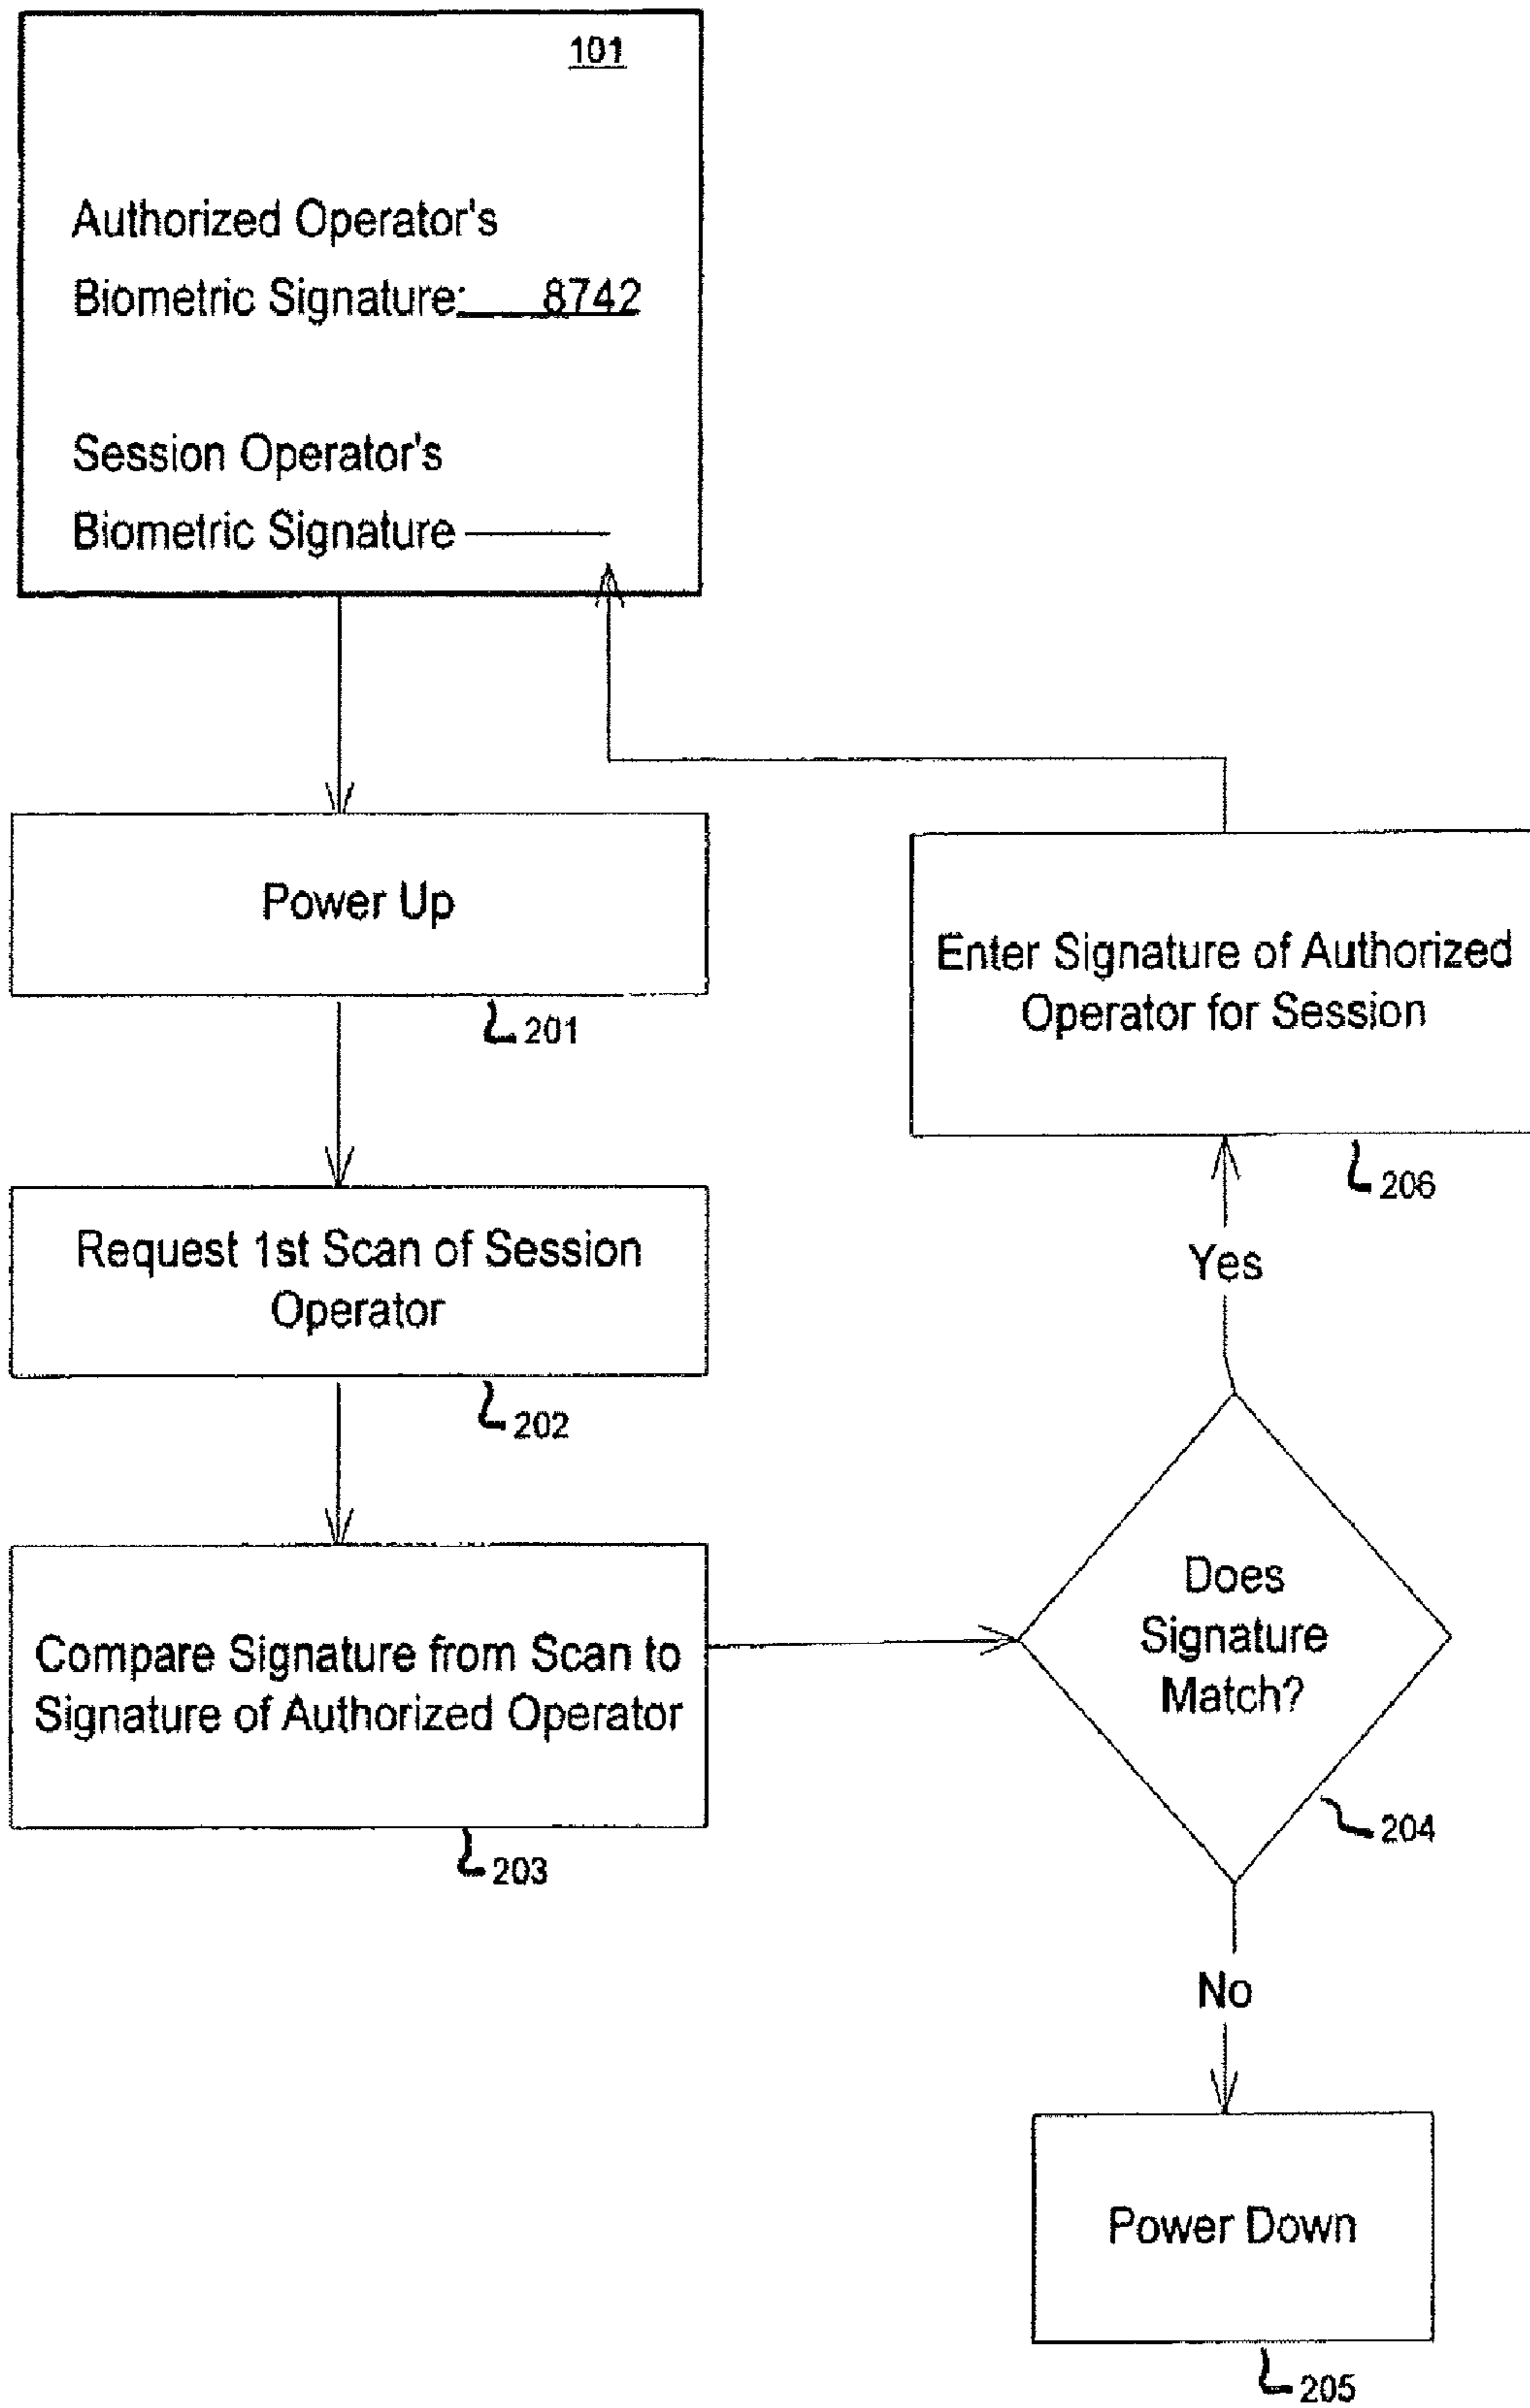 101
Authorized Operator's
Biometric Signature: 8742
Session Operator's
Biometric Signature
Power Up
201
Request 1st Scan of Session
Operator
202
Compare Signature from Scan to
Signature of Authorized Operator
203
Does
Signature
Match?
204
Yes
Enter Signature of Authorized
Operator for Session
206
No
Power Down
205